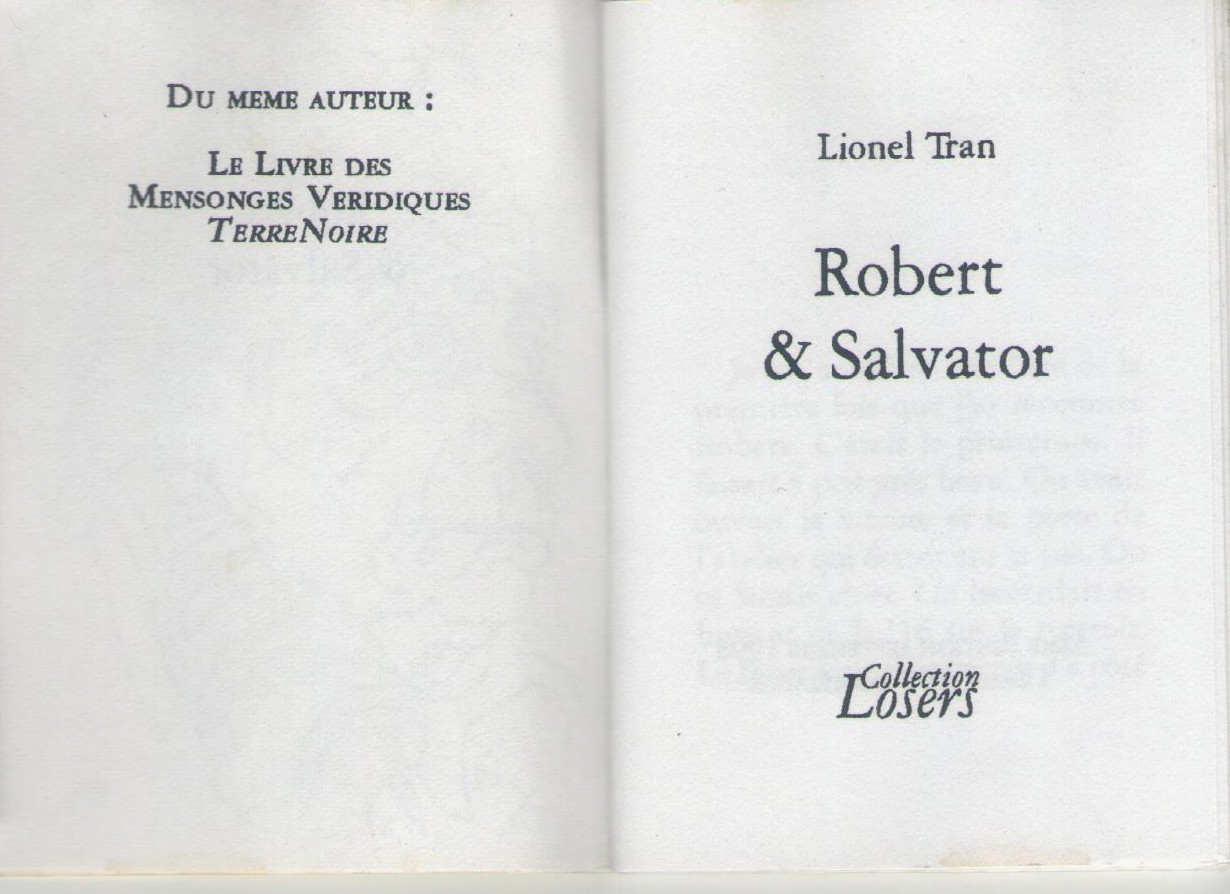 DU MEME AUTEUR :
LE LIVRE DES
MENSONGES VERIDIQUES
TERRENOIRE
Lionel Tran
Robert
& Salvator
Collection
Losers